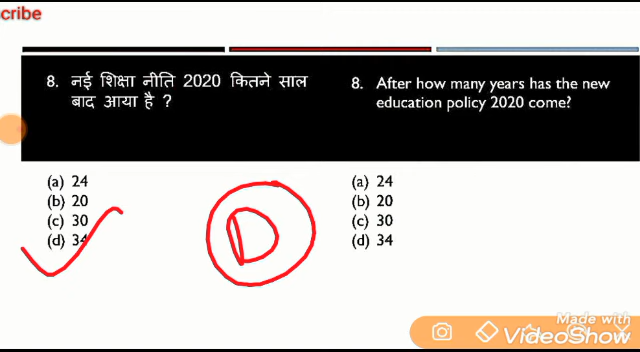 cribe
8. नई शिक्षा नीति 2020 कितने साल
बाद आया है ?
8. After how many years has the new
education policy 2020 come?
(a) 24
(b) 20
(c) 30
(d) 34
D
(a) 24
(b) 20
(c) 30
(d) 34
Made with
VideoShow